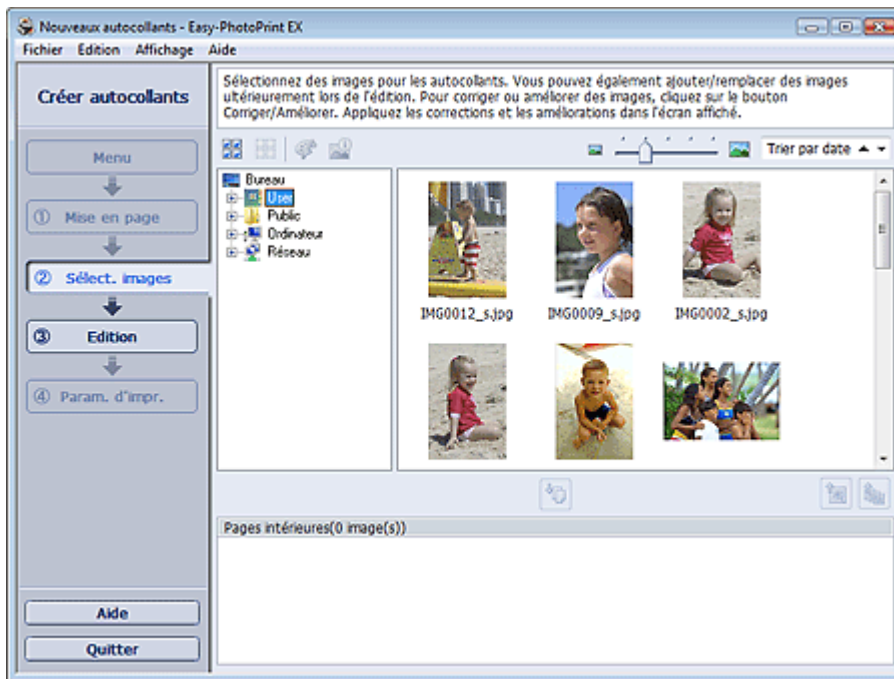 Nouveaux autocollants - Easy-PhotoPrint EX
Fichier Edition Affichage Aide
Créer autocollants
Sélectionnez des images pour les autocollants. Vous pouvez également ajouter/remplacer des images
ultérieurement lors de l'édition. Pour corriger ou améliorer des images, cliquez sur le bouton
Corriger/Améliorer. Appliquez les corrections et les améliorations dans l'écran affiché.
Menu
① Mise en page
② Sélect. images
③ Edition
④ Param. d'impr.
Trier par date
Bureau
User
Public
Ordinateur
Réseau
IMG0012_s.jpg IMG0009_s.jpg IMG0002_s.jpg
Pages intérieures(0 image(s))
Aide
Quitter